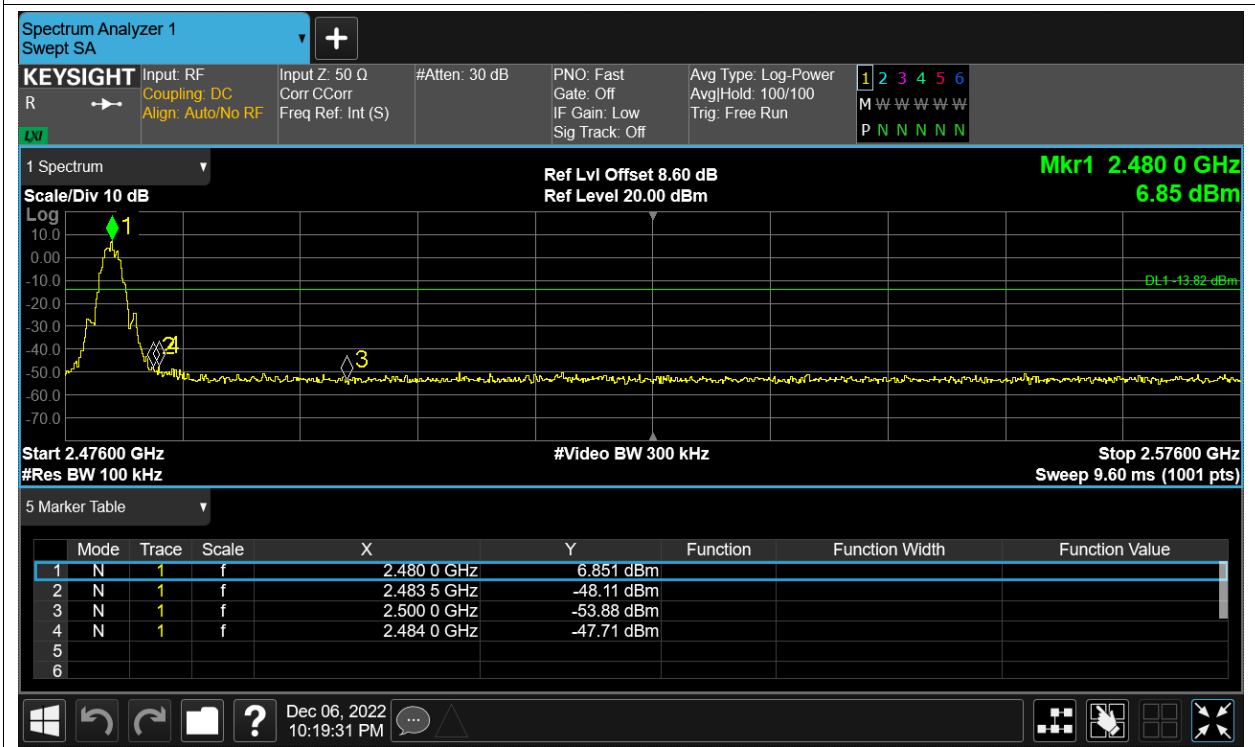 Spectrum Analyzer 1
Swept SA
KEYSIGHT
R
LXI
Input: RF
Coupling: DC
Align: Auto/No RF
Input Z: 50 Ω
Corr CCorr
Freq Ref: Int (S)
#Atten: 30 dB
PNO: Fast
Gate: Off
IF Gain: Low
Sig Track: Off
Avg Type: Log-Power
Avg|Hold: 100/100
Trig: Free Run
1 2 3 4 5 6
M W W W W W
P N N N N N
1 Spectrum
Scale/Div 10 dB
Ref Lvl Offset 8.60 dB
Ref Level 20.00 dBm
Mkr1 2.480 0 GHz
6.85 dBm
Log
10.0
0.00
-10.0
-20.0
-30.0
-40.0
-50.0
-60.0
-70.0
1
DL1 -13.82 dBm
2
4
3
Start 2.47600 GHz
#Video BW 300 kHz
Stop 2.57600 GHz
#Res BW 100 kHz
Sweep 9.60 ms (1001 pts)
5 Marker Table
Mode Trace Scale X Y Function Function Width Function Value
1 N 1 f 2.480 0 GHz 6.851 dBm
2 N 1 f 2.483 5 GHz -48.11 dBm
3 N 1 f 2.500 0 GHz -53.88 dBm
4 N 1 f 2.484 0 GHz -47.71 dBm
5
6
?
Dec 06, 2022
10:19:31 PM